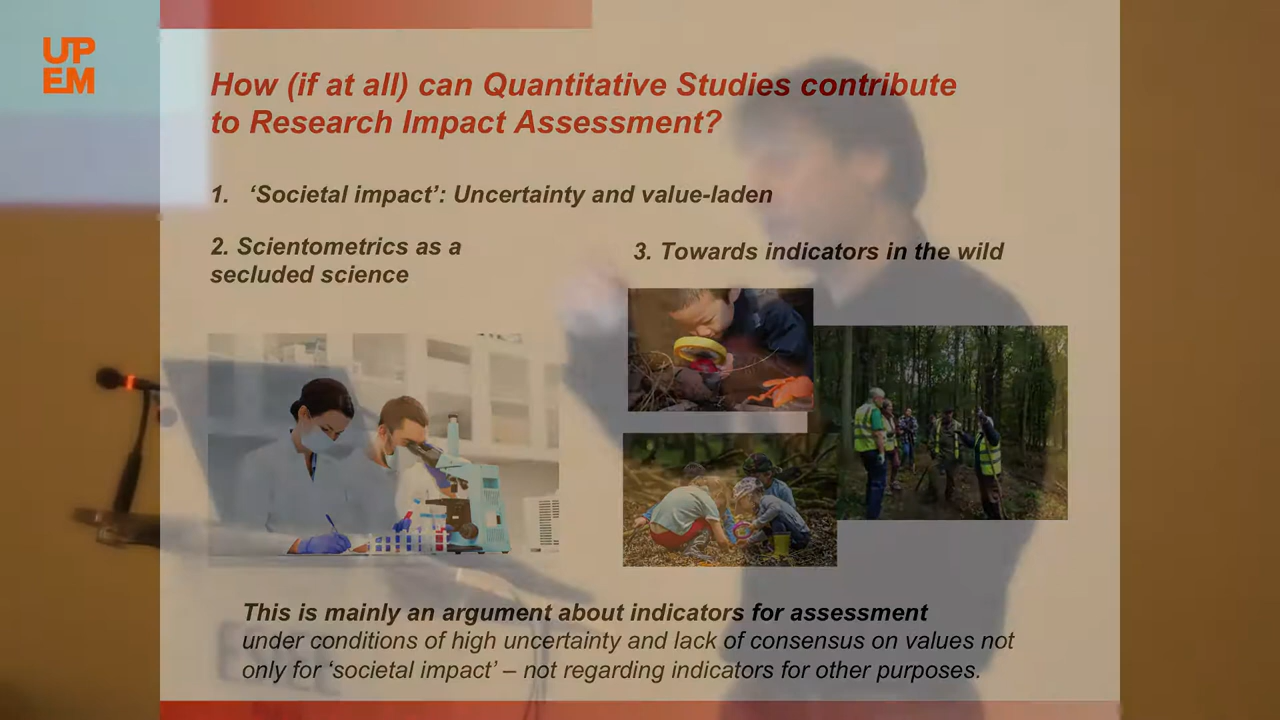 UP
EM
How (if at all) can Quantitative Studies contribute
to Research Impact Assessment?
1. ‘Societal impact’: Uncertainty and value-laden
2. Scientometrics as a
secluded science
3. Towards indicators in the wild
This is mainly an argument about indicators for assessment
under conditions of high uncertainty and lack of consensus on values not
only for ‘societal impact’ – not regarding indicators for other purposes.